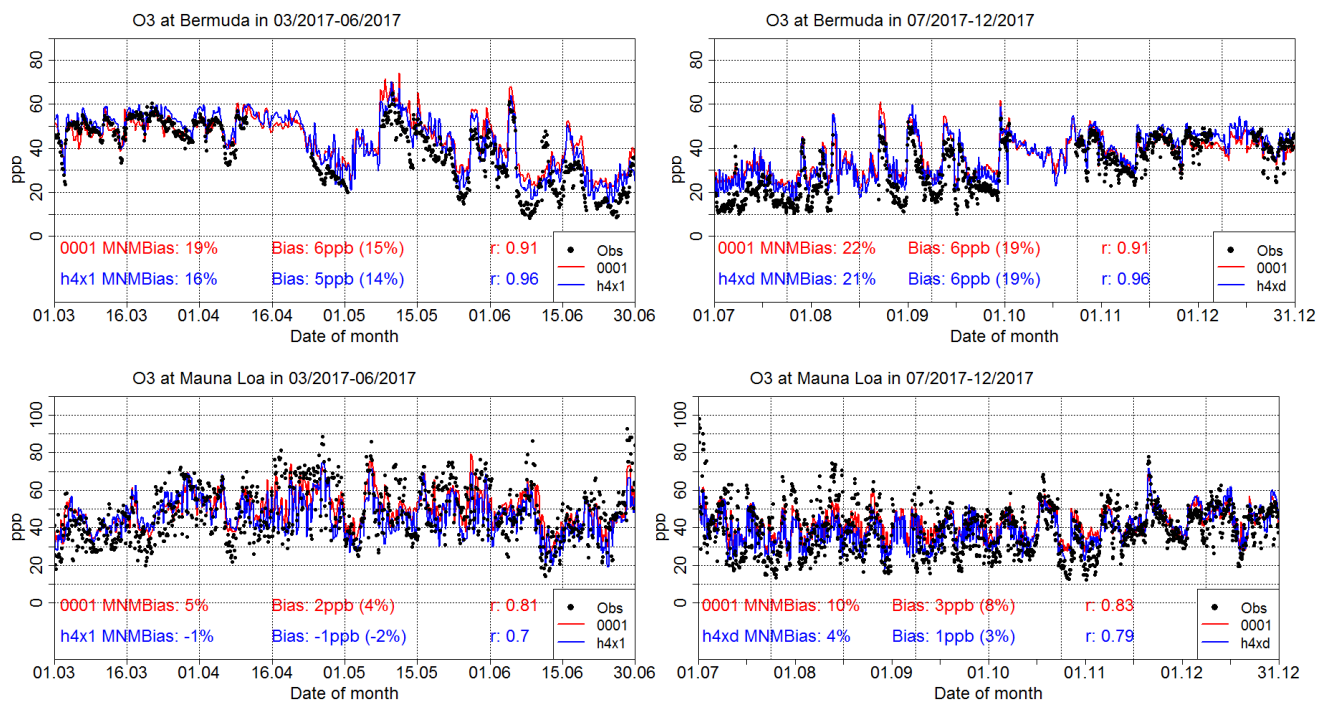 O3 at Bermuda in 03/2017-06/2017
ppp
0
20
40
60
80
0001 MNMBias: 19% Bias: 6ppb (15%) r: 0.91
h4x1 MNMBias: 16% Bias: 5ppb (14%) r: 0.96
Obs
0001
h4x1
01.03 16.03 01.04 16.04 01.05 15.05 01.06 15.06 30.06
Date of month
O3 at Bermuda in 07/2017-12/2017
ppp
0
20
40
60
80
0001 MNMBias: 22% Bias: 6ppb (19%) r: 0.91
h4xd MNMBias: 21% Bias: 6ppb (19%) r: 0.96
Obs
0001
h4xd
01.07 01.08 01.09 01.10 01.11 01.12 31.12
Date of month
O3 at Mauna Loa in 03/2017-06/2017
ppp
0
20
40
60
80
100
0001 MNMBias: 5% Bias: 2ppb (4%) r: 0.81
h4x1 MNMBias: -1% Bias: -1ppb (-2%) r: 0.7
Obs
0001
h4x1
01.03 16.03 01.04 16.04 01.05 15.05 01.06 15.06 30.06
Date of month
O3 at Mauna Loa in 07/2017-12/2017
ppp
0
20
40
60
80
100
0001 MNMBias: 10% Bias: 3ppb (8%) r: 0.83
h4xd MNMBias: 4% Bias: 1ppb (3%) r: 0.79
Obs
0001
h4xd
01.07 01.08 01.09 01.10 01.11 01.12 31.12
Date of month